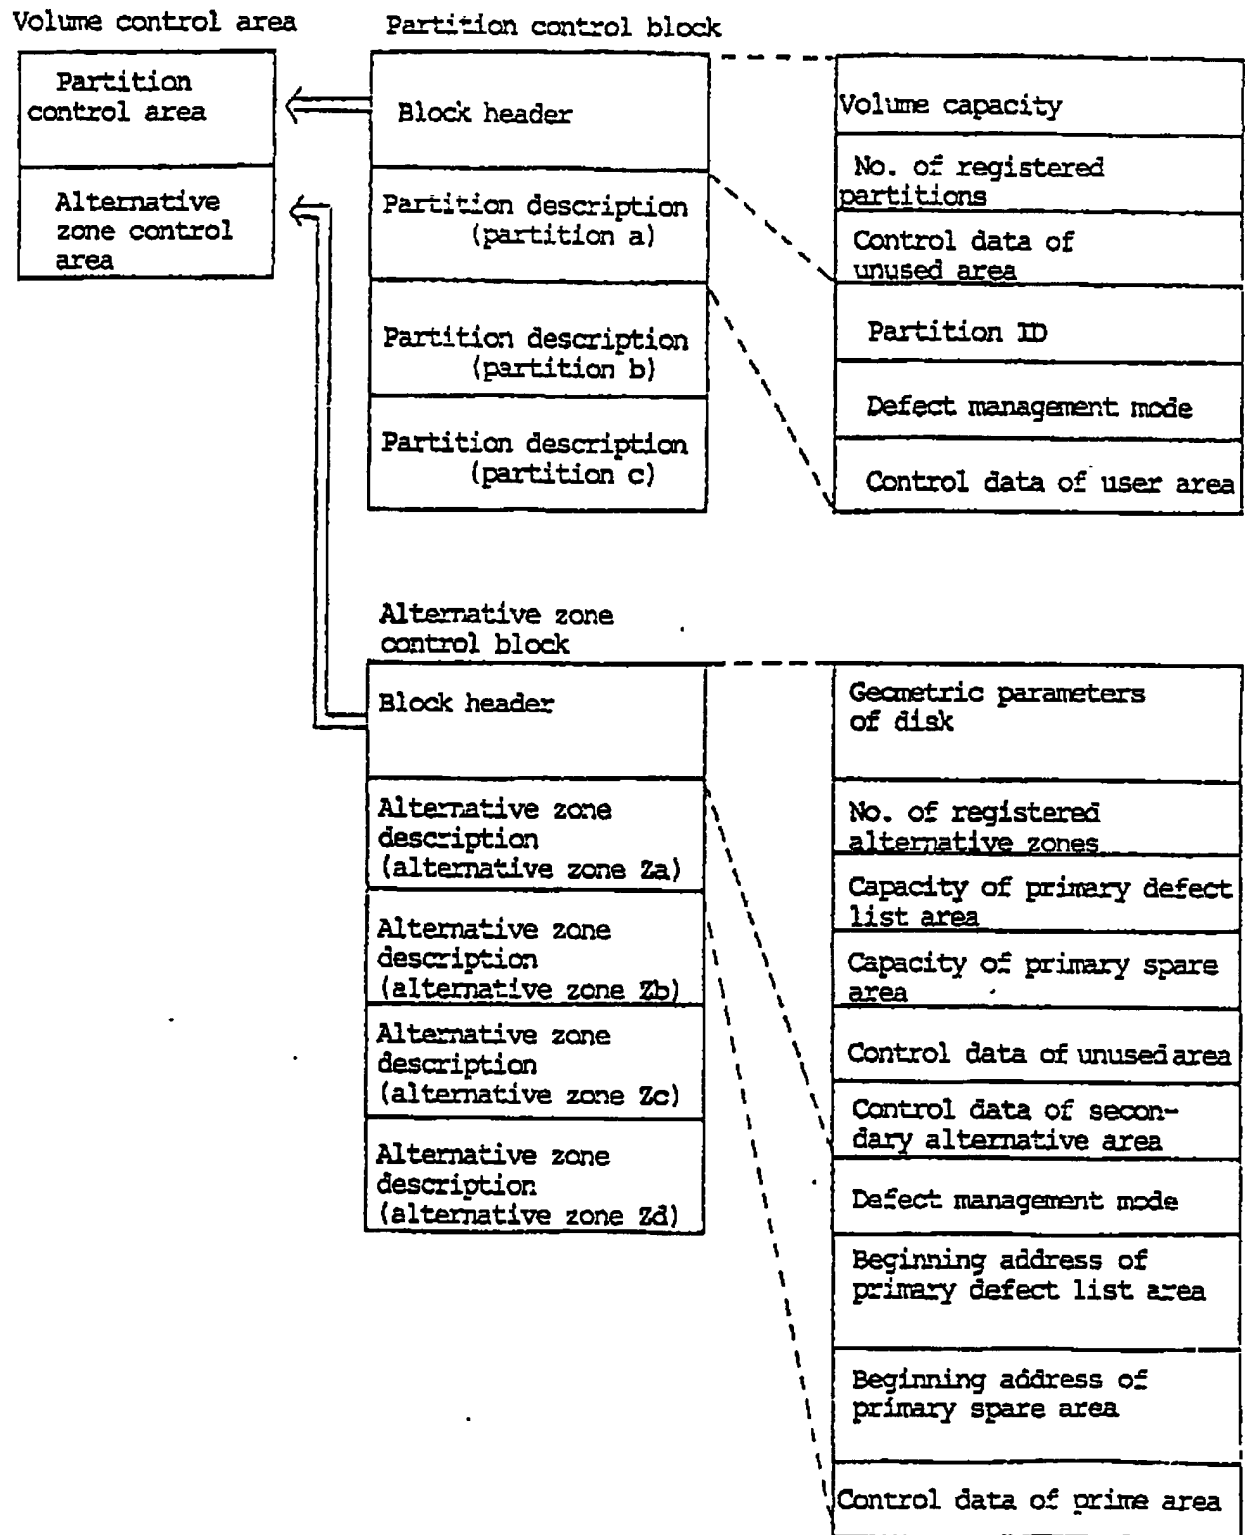 Volume control area
Partition
control area
Alternative
zone control
area
Partition control block
Block header
Partition description
(partition a)
Partition description
(partition b)
Partition description
(partition c)
Volume capacity
No. of registered
partitions
Control data of
unused area
Partition ID
Defect management mode
Control data of user area
Alternative zone
control block
Block header
Alternative zone
description
(alternative zone Za)
Alternative zone
description
(alternative zone Zb)
Alternative zone
description
(alternative zone Zc)
Alternative zone
description
(alternative zone Zd)
Geometric parameters
of disk
No. of registered
alternative zones
Capacity of primary defect
list area
Capacity of primary spare
area
Control data of unused area
Control data of secon-
dary alternative area
Defect management mode
Beginning address of
primary defect list area
Beginning address of
primary spare area
Control data of prime area